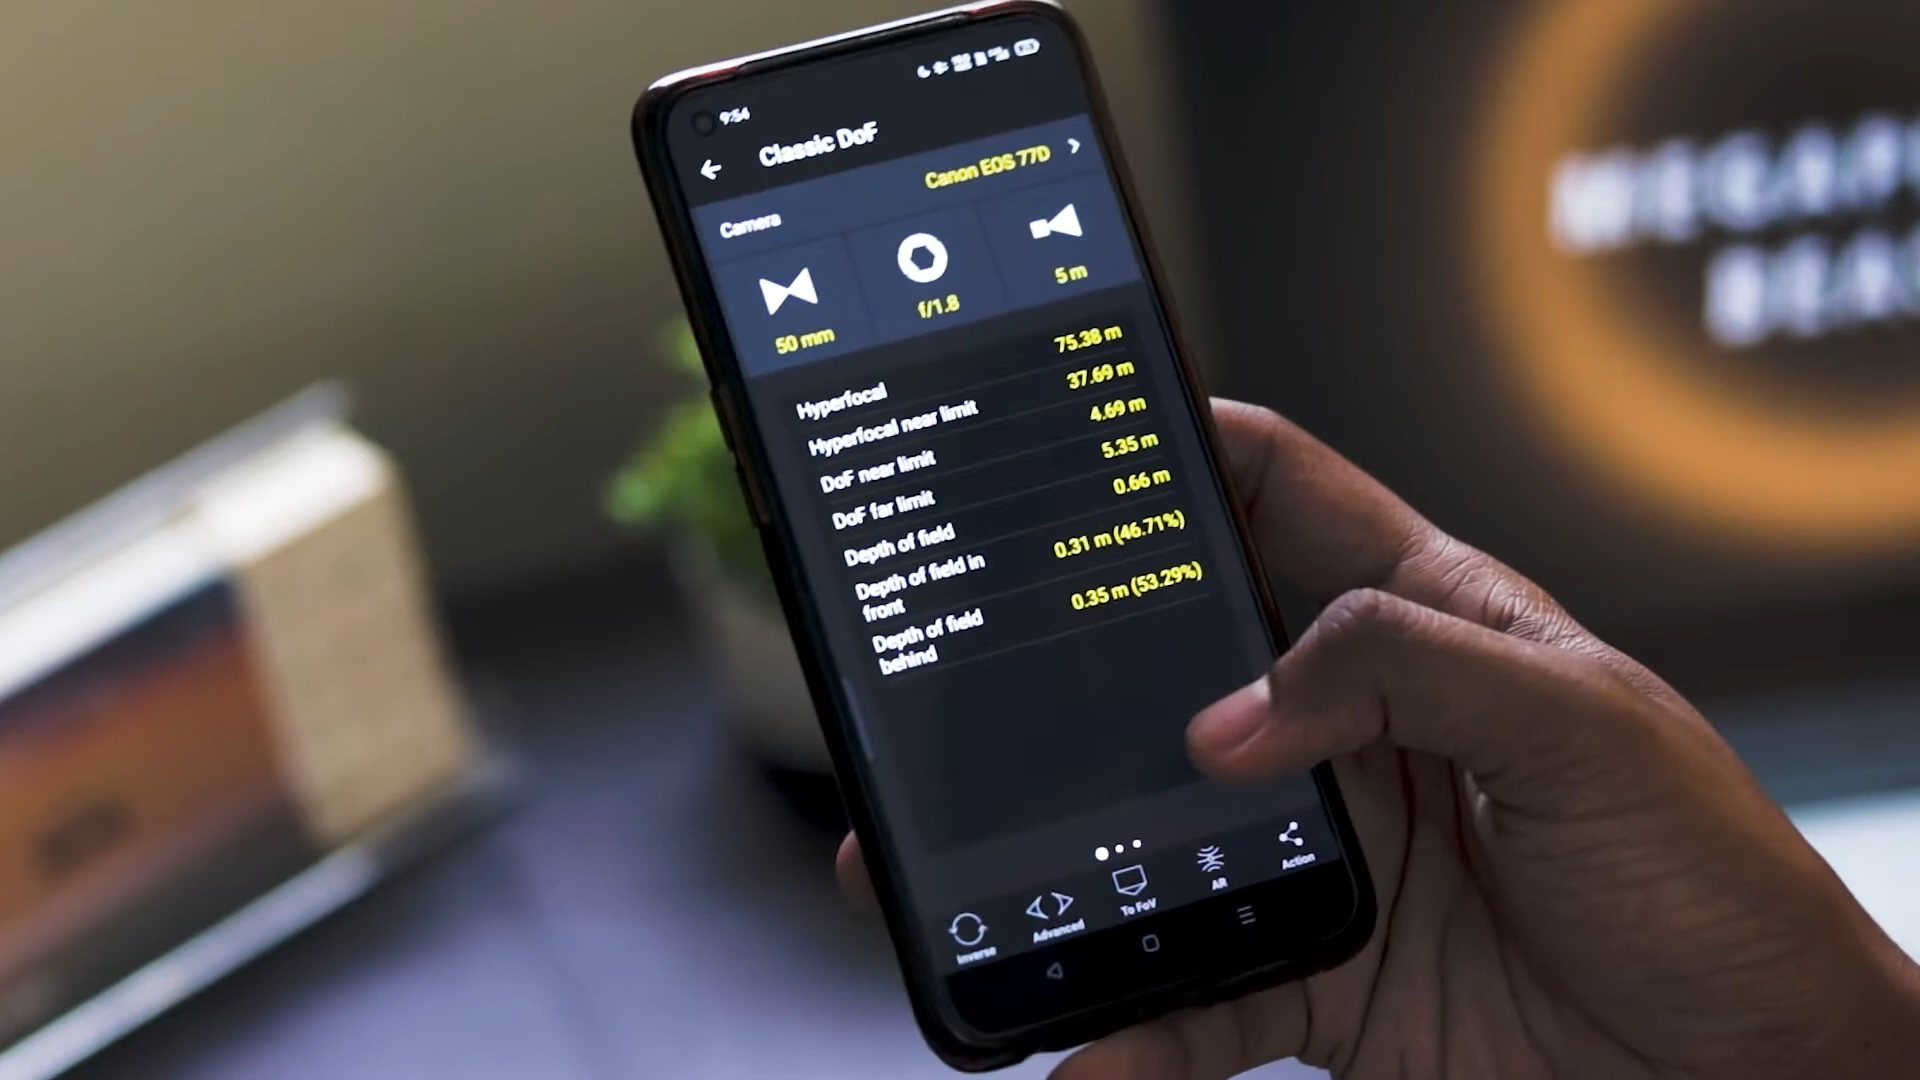 9:54
Classic DoF
Camera
Canon EOS 77D
50 mm
f/1.8
5 m
Hyperfocal 75.38 m
Hyperfocal near limit 37.69 m
DoF near limit 4.69 m
DoF far limit 5.35 m
Depth of field 0.66 m
Depth of field in front 0.31 m (46.71%)
Depth of field behind 0.35 m (53.29%)
Inverse
Advanced
To FoV
AR
Action